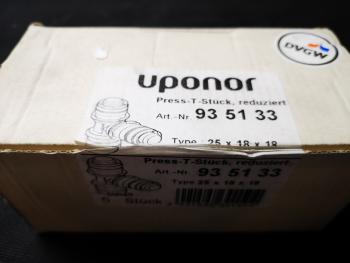 DVGW
uponor
Press-T-Stück, reduziert
Art.-Nr. 93 51 33
Type 25 x 18 x 18
Press-T-Stück, reduziert
Art.-Nr. 93 51 33
Type 25 x 18 x 18
5 Stück